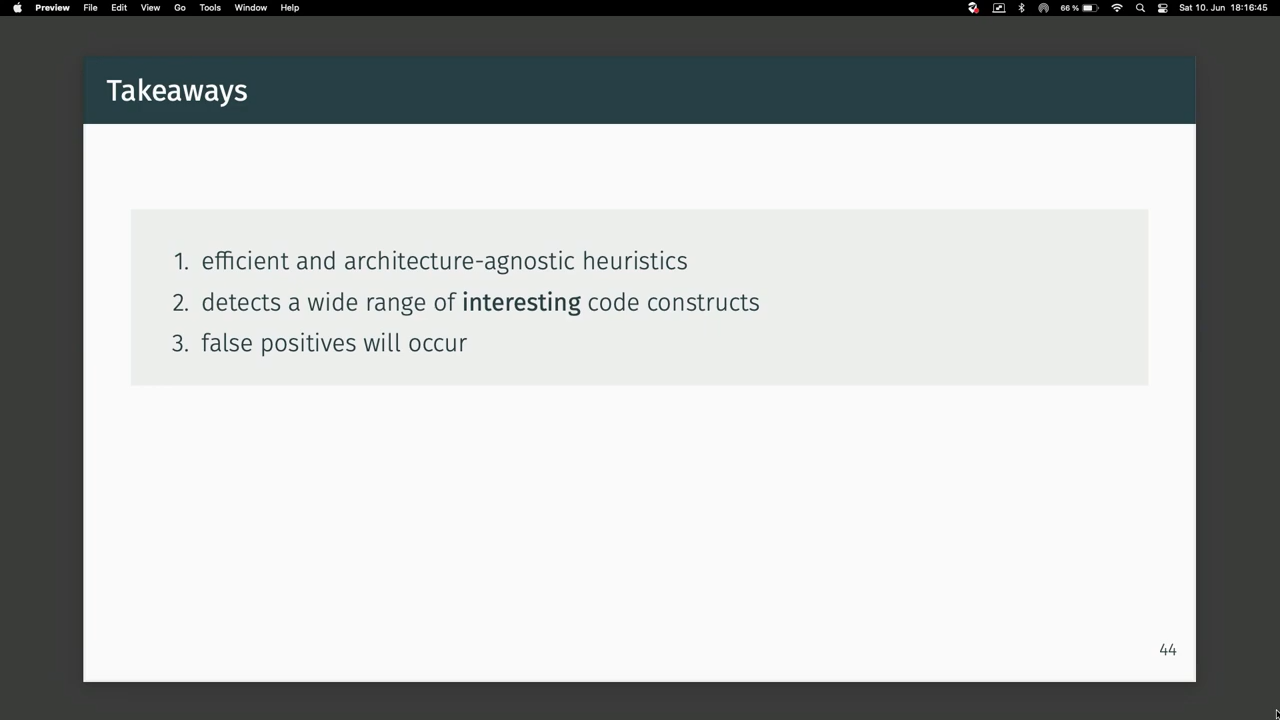 Preview File Edit View Go Tools Window Help 66 % Sat 10. Jun 18:16:45
Takeaways
1. efficient and architecture-agnostic heuristics
2. detects a wide range of interesting code constructs
3. false positives will occur
44